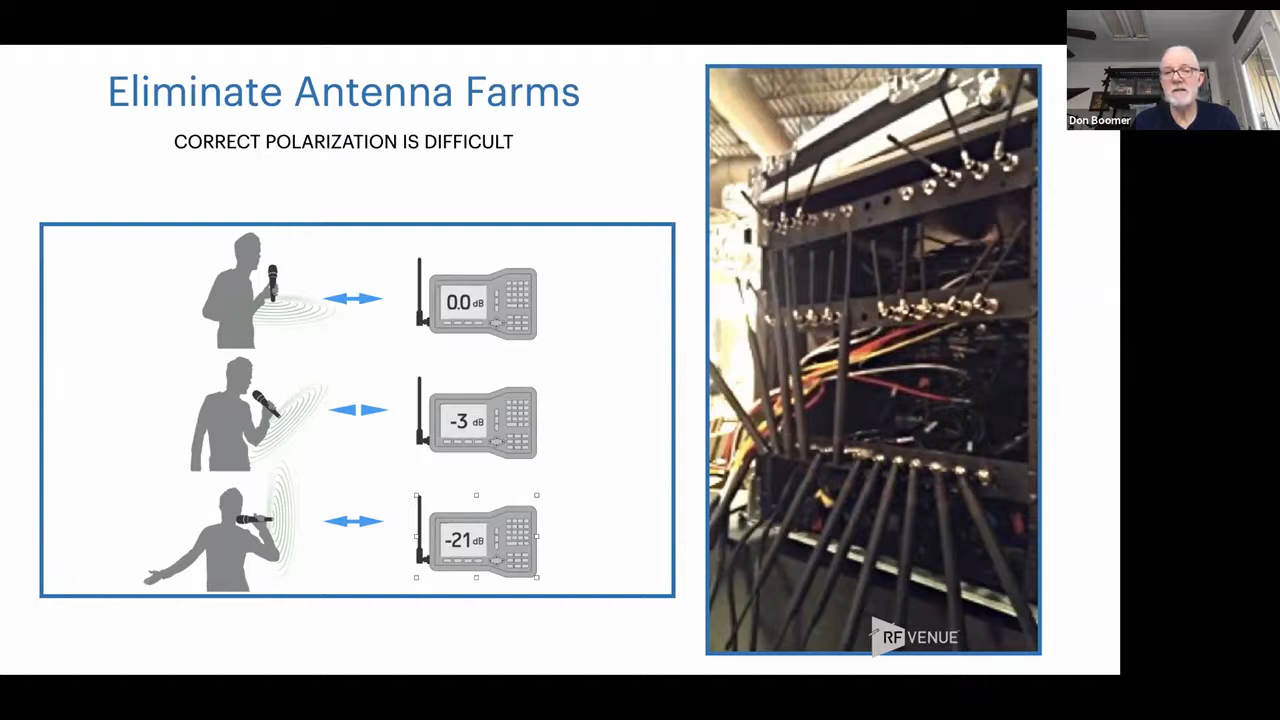 Eliminate Antenna Farms
CORRECT POLARIZATION IS DIFFICULT
0.0 dB
-3 dB
-21 dB
RF VENUE
Don Boomer